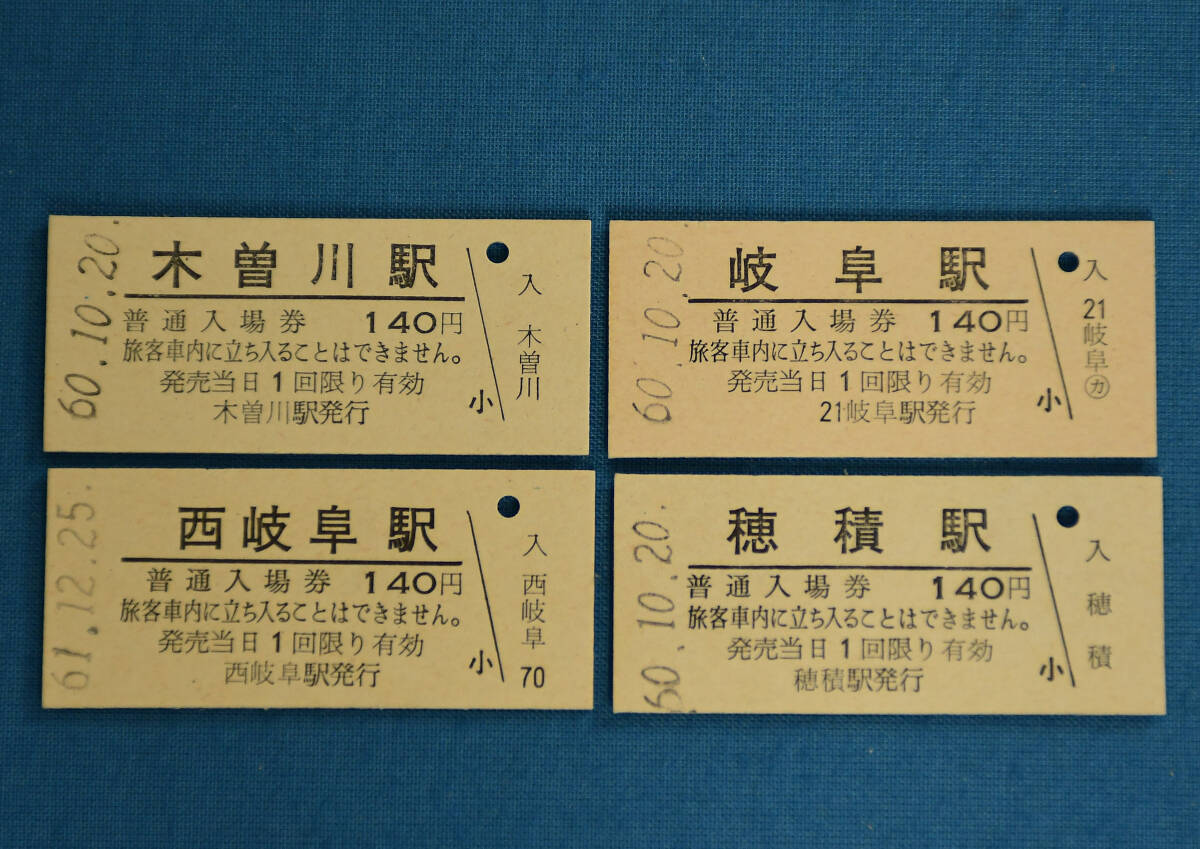 60.10.20.
木曽川駅
普通入場券 140円
旅客車内に立ち入ることはできません。
発売当日1回限り有効
木曽川駅発行
小
入 木曽川
60.10.20.
岐阜駅
普通入場券 140円
旅客車内に立ち入ることはできません。
発売当日1回限り有効
21岐阜駅発行
小
入 21岐阜㋕
61.12.25.
西岐阜駅
普通入場券 140円
旅客車内に立ち入ることはできません。
発売当日1回限り有効
西岐阜駅発行
小
入 西岐阜 70
60.10.20.
穂積駅
普通入場券 140円
旅客車内に立ち入ることはできません。
発売当日1回限り有効
穂積駅発行
小
入 穂積